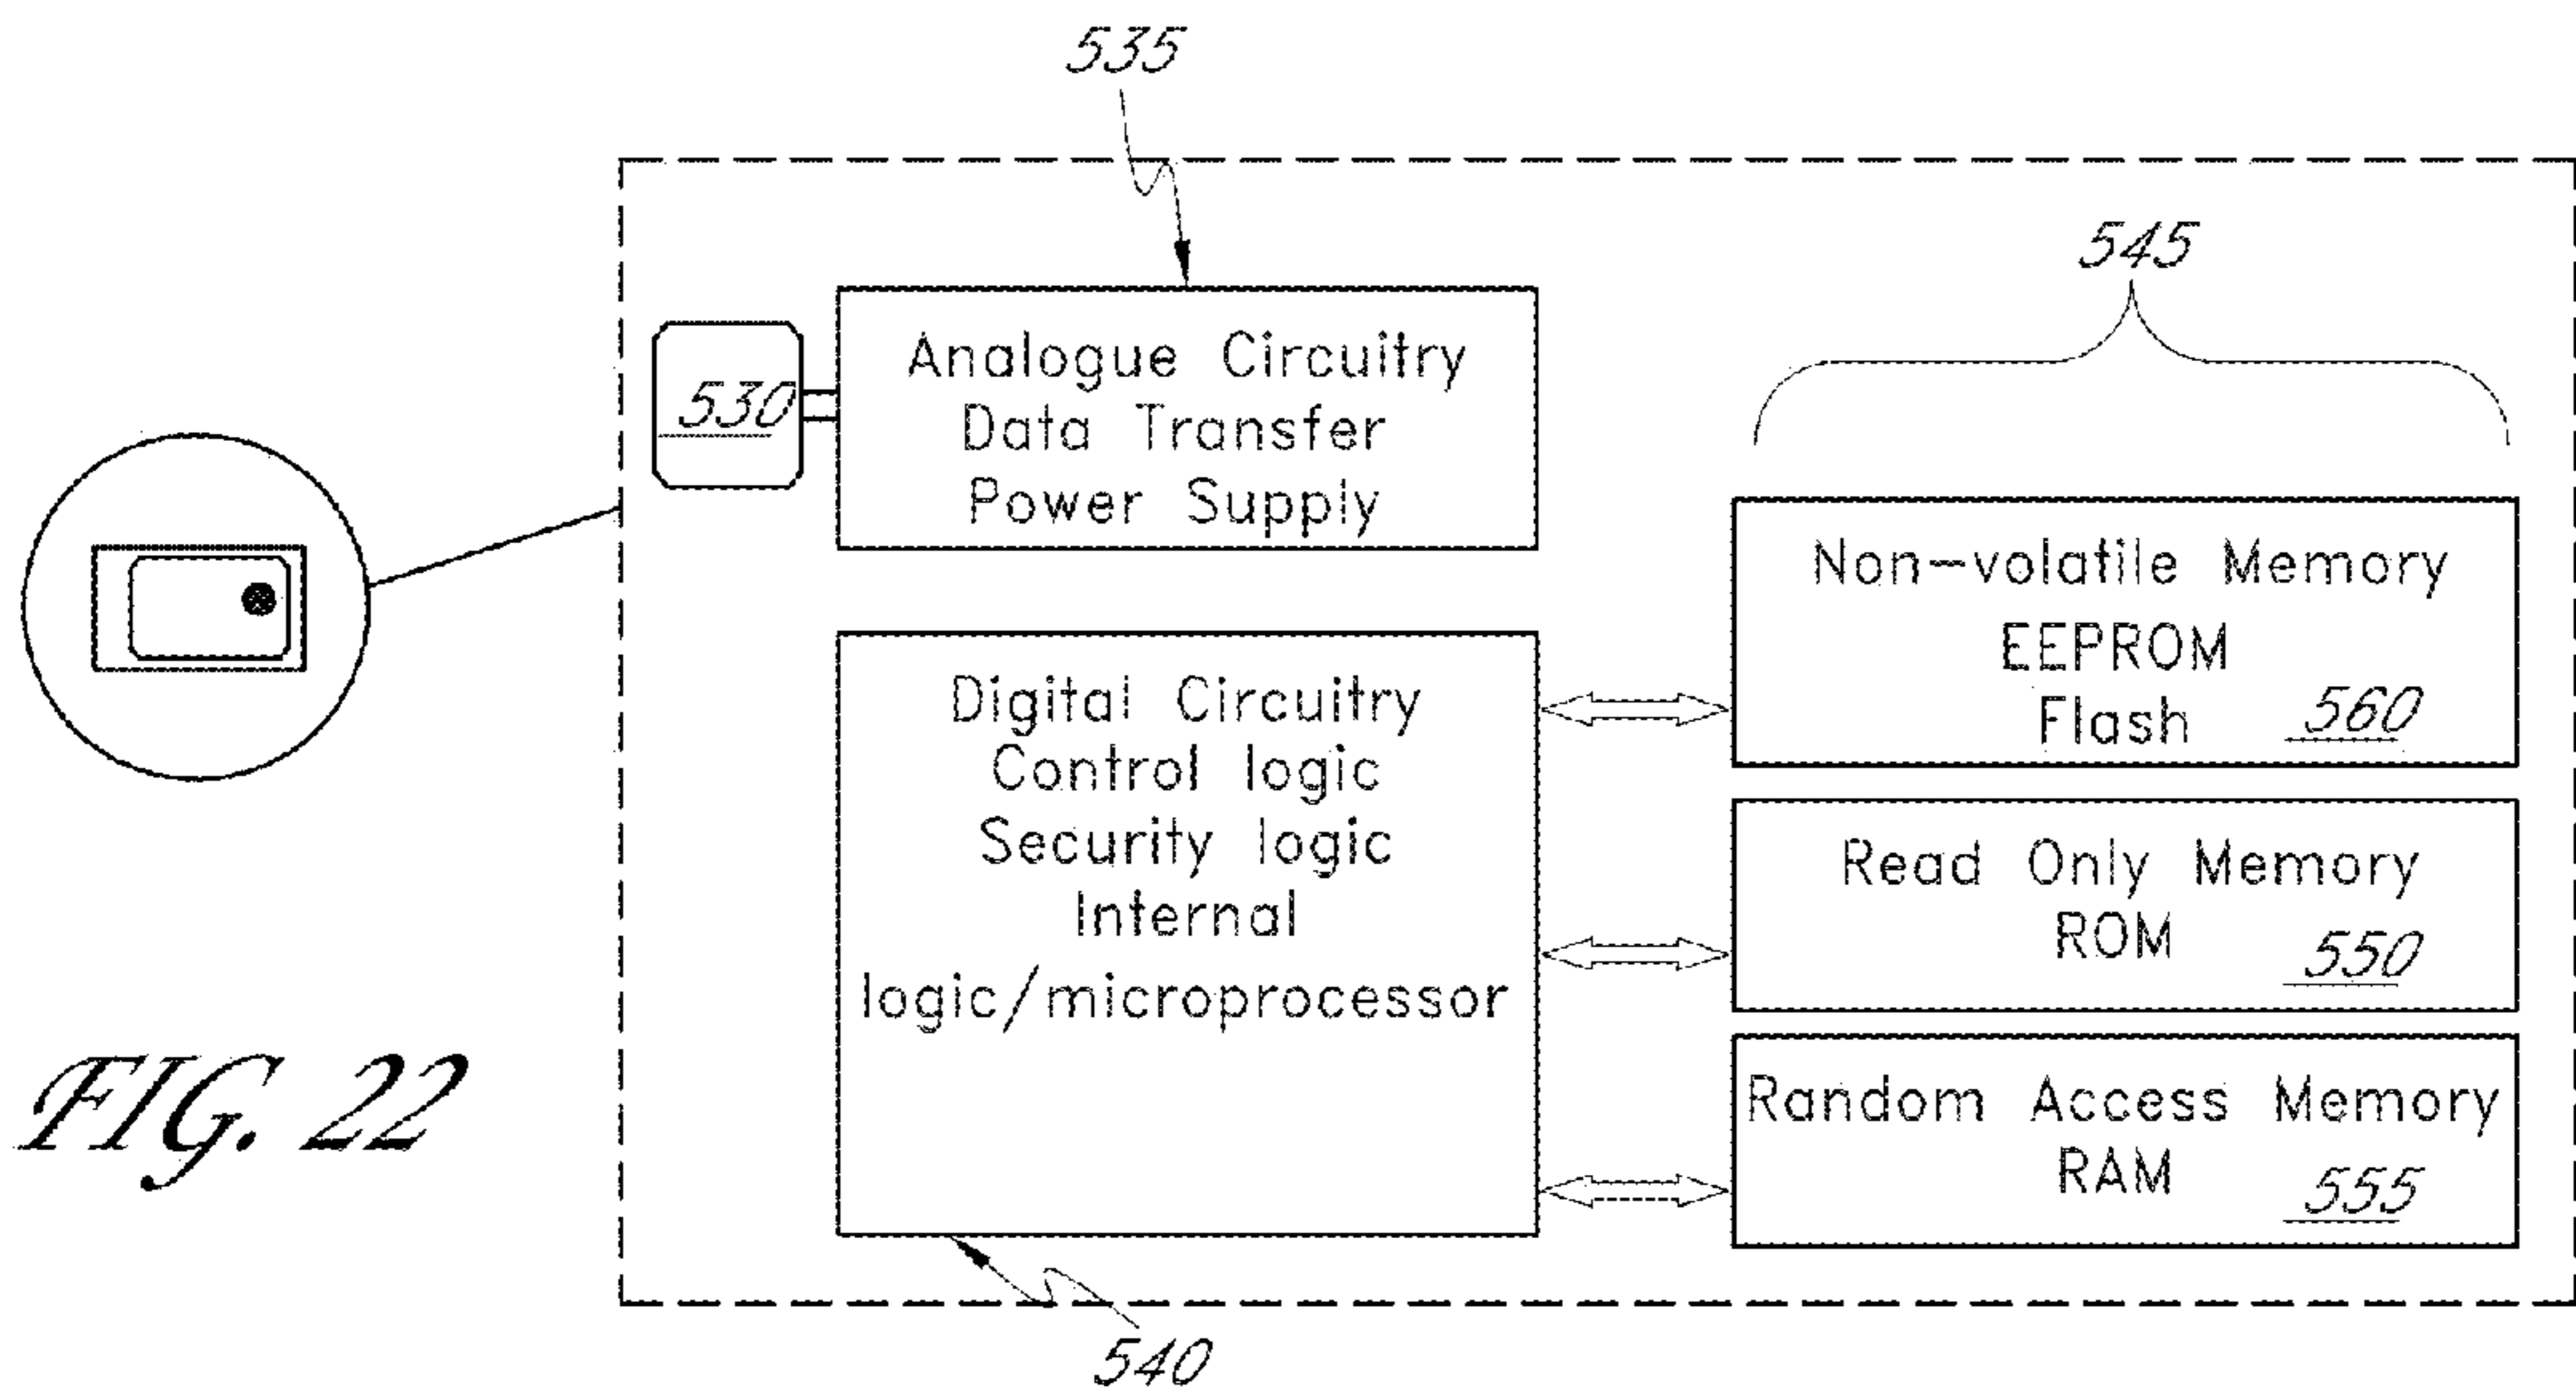 535
545
530
Analogue Circuitry
Data Transfer
Power Supply
Non-volatile Memory
EEPROM
Flash 560
Digital Circuitry
Control logic
Security logic
Internal
logic/microprocessor
Read Only Memory
ROM 550
Random Access Memory
RAM 555
540
FIG. 22